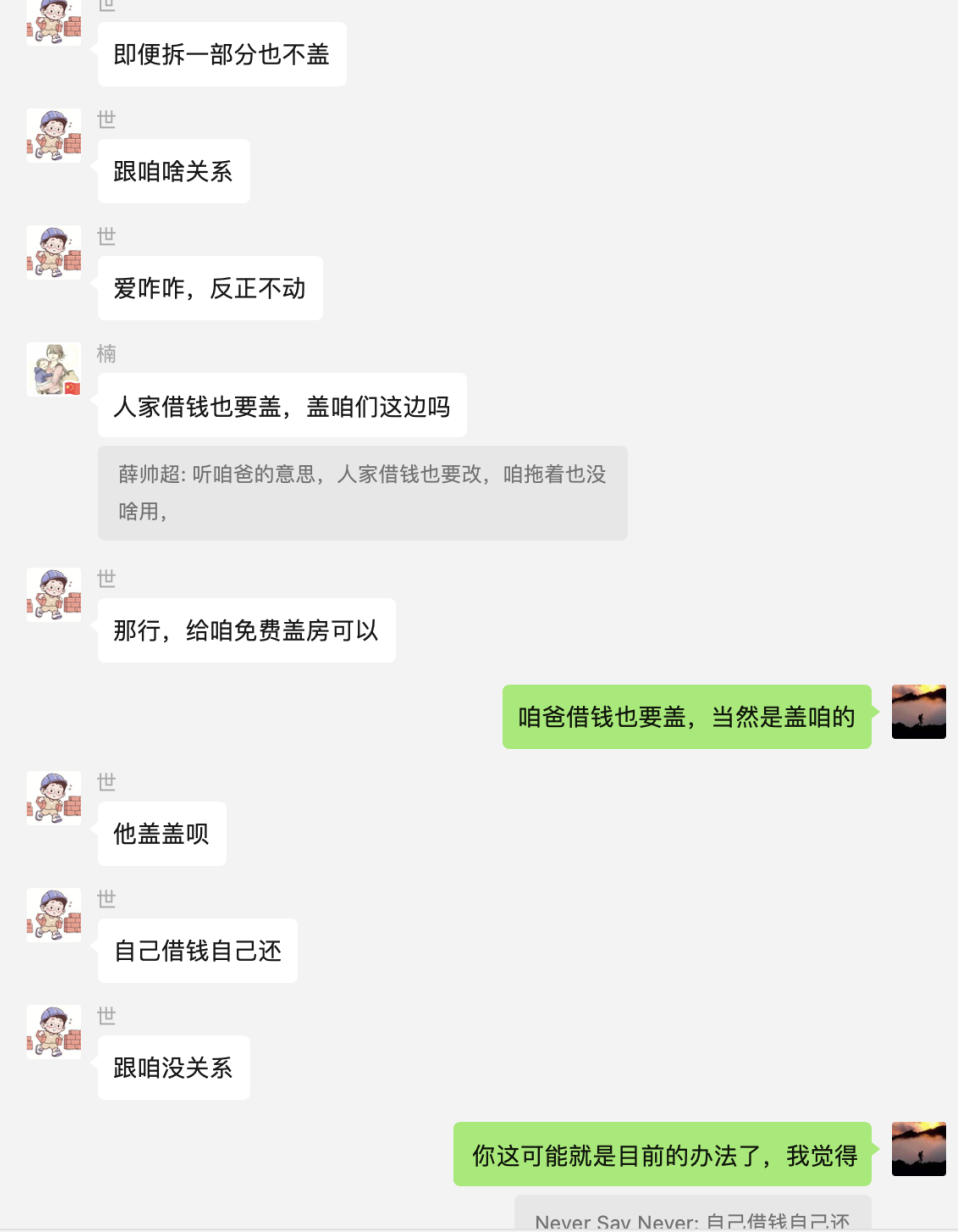 世
即便拆一部分也不盖
世
跟咱啥关系
世
爱咋咋，反正不动
楠
人家借钱也要盖，盖咱们这边吗
薛帅超: 听咱爸的意思，人家借钱也要改，咱拖着也没
啥用，
世
那行，给咱免费盖房可以
咱爸借钱也要盖，当然是盖咱的
世
他盖盖呗
世
自己借钱自己还
世
跟咱没关系
你这可能就是目前的办法了，我觉得
Never Say Never: 自己借钱自己还